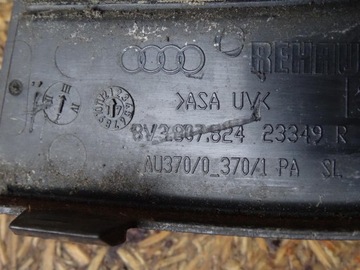 REHAU
>ASA UV<
8V3.807.824 23349 R
AU370/0_370/1 PA SL